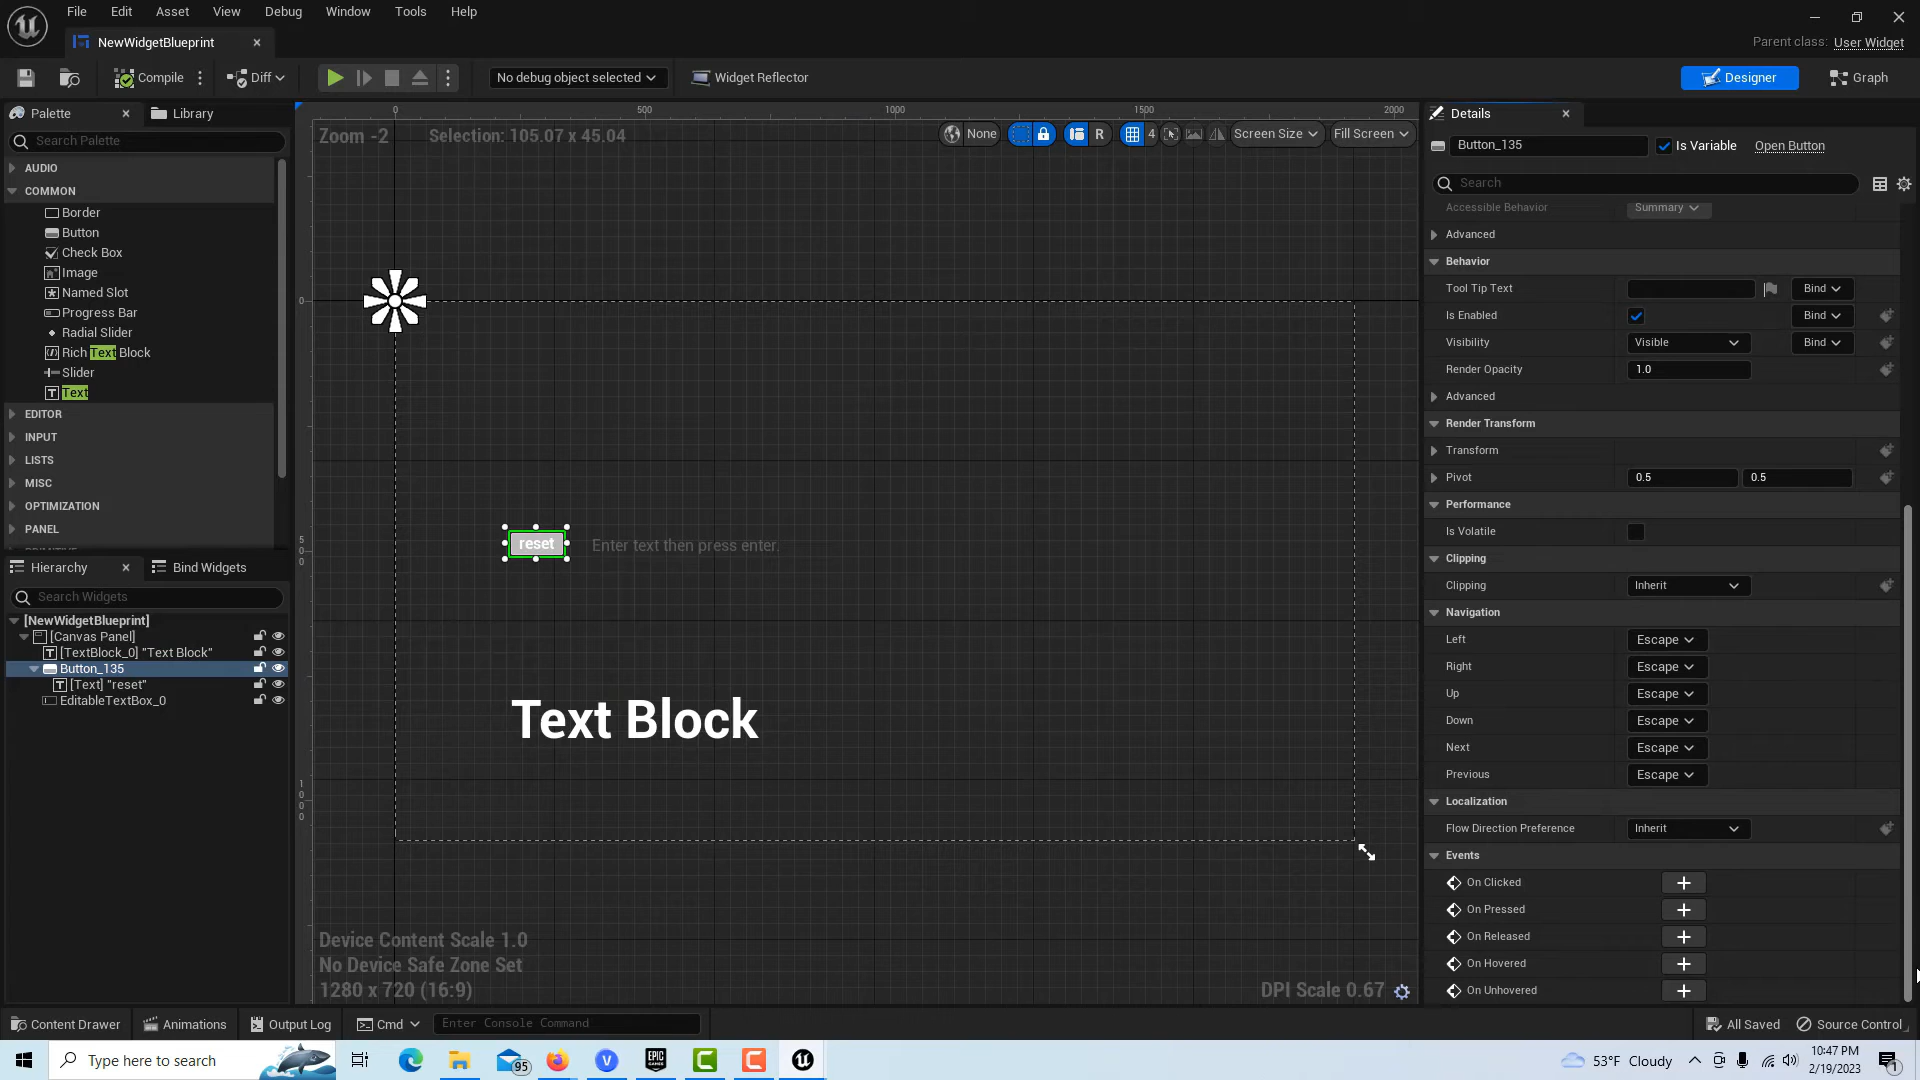 File Edit Asset View Debug Window Tools Help
NewWidgetBlueprint
Parent class: User Widget
Compile Diff No debug object selected Widget Reflector Designer Graph
Palette Library
Search Palette
AUDIO
COMMON
Border
Button
Check Box
Image
Named Slot
Progress Bar
Radial Slider
Rich Text Block
Slider
Text
EDITOR
INPUT
LISTS
MISC
OPTIMIZATION
PANEL
Hierarchy Bind Widgets
Search Widgets
[NewWidgetBlueprint]
[Canvas Panel]
[TextBlock_0] "Text Block"
Button_135
[Text] "reset"
EditableTextBox_0
0 500 1000 1500 2000
Zoom -2 Selection: 105.07 x 45.04 None R 4 Screen Size Fill Screen
0
500
1000
reset Enter text then press enter.
Text Block
Device Content Scale 1.0
No Device Safe Zone Set
1280 x 720 (16:9) DPI Scale 0.67
Details
Button_135 Is Variable Open Button
Search
Accessible Behavior Summary
Advanced
Behavior
Tool Tip Text Bind
Is Enabled Bind
Visibility Visible Bind
Render Opacity 1.0
Advanced
Render Transform
Transform
Pivot 0.5 0.5
Performance
Is Volatile
Clipping
Clipping Inherit
Navigation
Left Escape
Right Escape
Up Escape
Down Escape
Next Escape
Previous Escape
Localization
Flow Direction Preference Inherit
Events
On Clicked
On Pressed
On Released
On Hovered
On Unhovered
Content Drawer Animations Output Log Cmd Enter Console Command All Saved Source Control
Type here to search 95 EPIC GAMES 53°F Cloudy 10:47 PM
2/19/2023 1